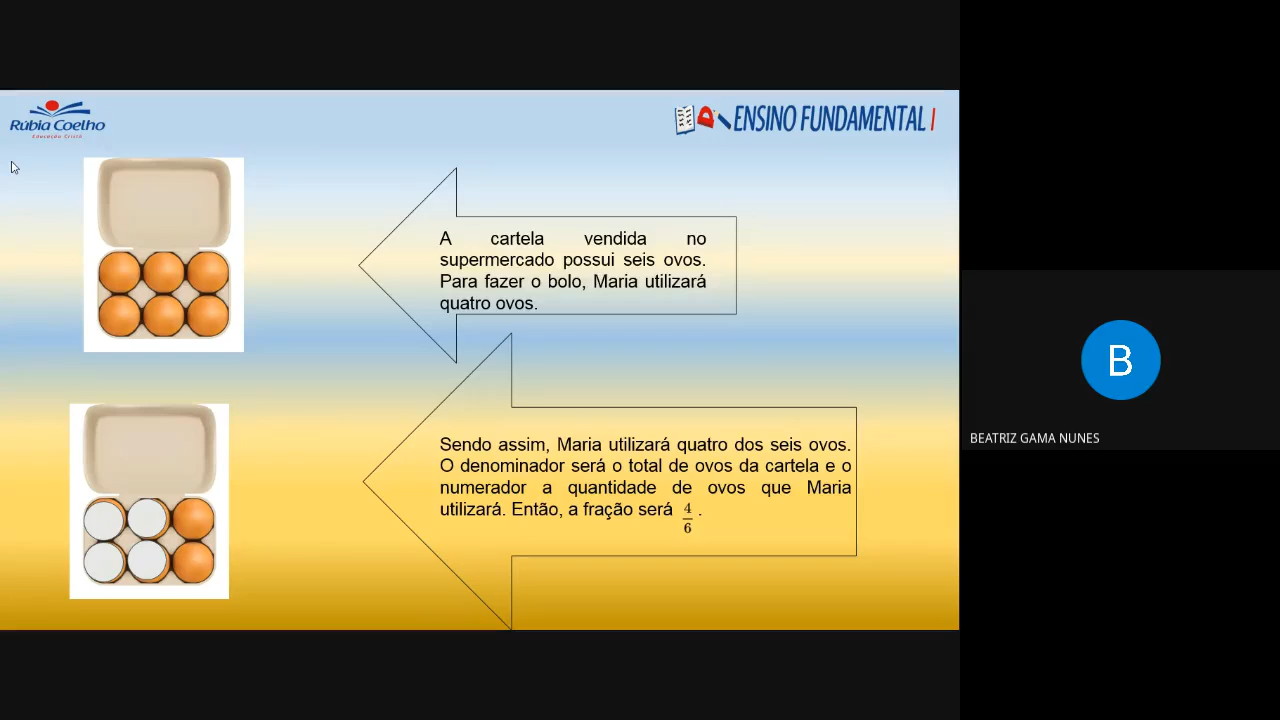 Rúbia Coelho
Educação Cristã
ENSINO FUNDAMENTAL I
A cartela vendida no
supermercado possui seis ovos.
Para fazer o bolo, Maria utilizará
quatro ovos.
Sendo assim, Maria utilizará quatro dos seis ovos.
O denominador será o total de ovos da cartela e o
numerador a quantidade de ovos que Maria
utilizará. Então, a fração será 4/6 .
B
BEATRIZ GAMA NUNES